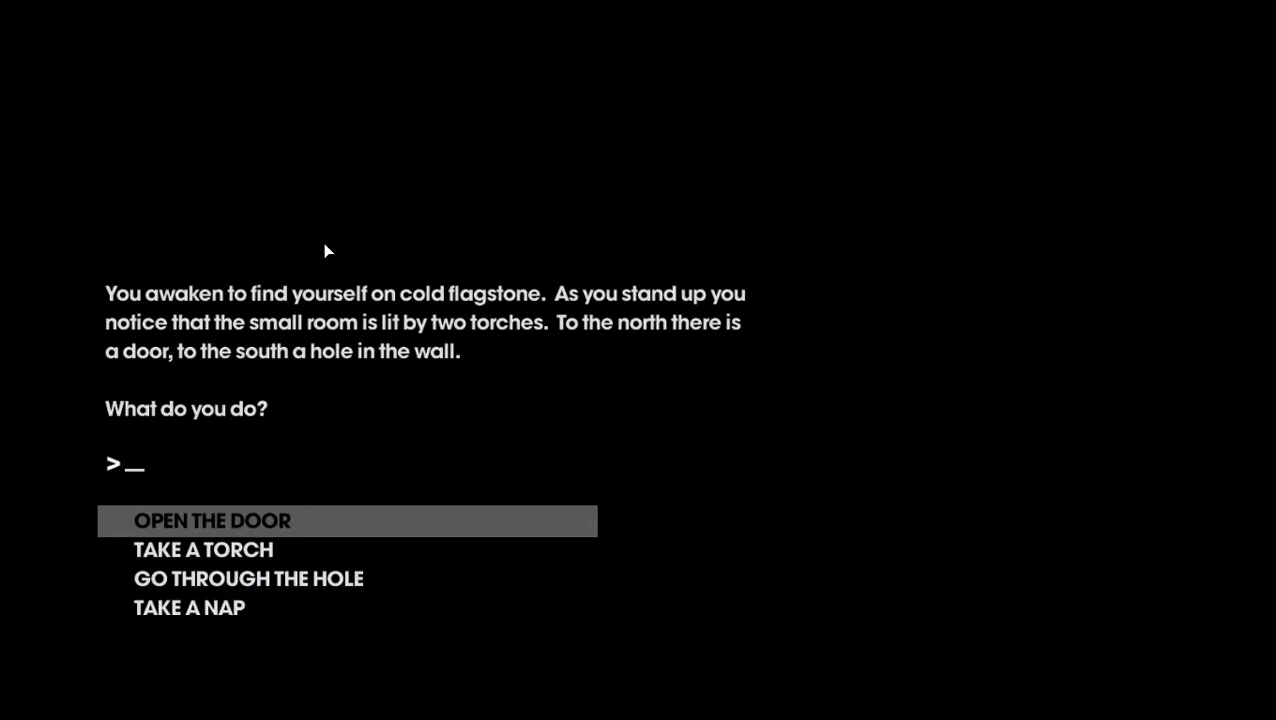 You awaken to find yourself on cold flagstone.  As you stand up you
notice that the small room is lit by two torches.  To the north there is
a door, to the south a hole in the wall.
What do you do?
>__
OPEN THE DOOR
TAKE A TORCH
GO THROUGH THE HOLE
TAKE A NAP